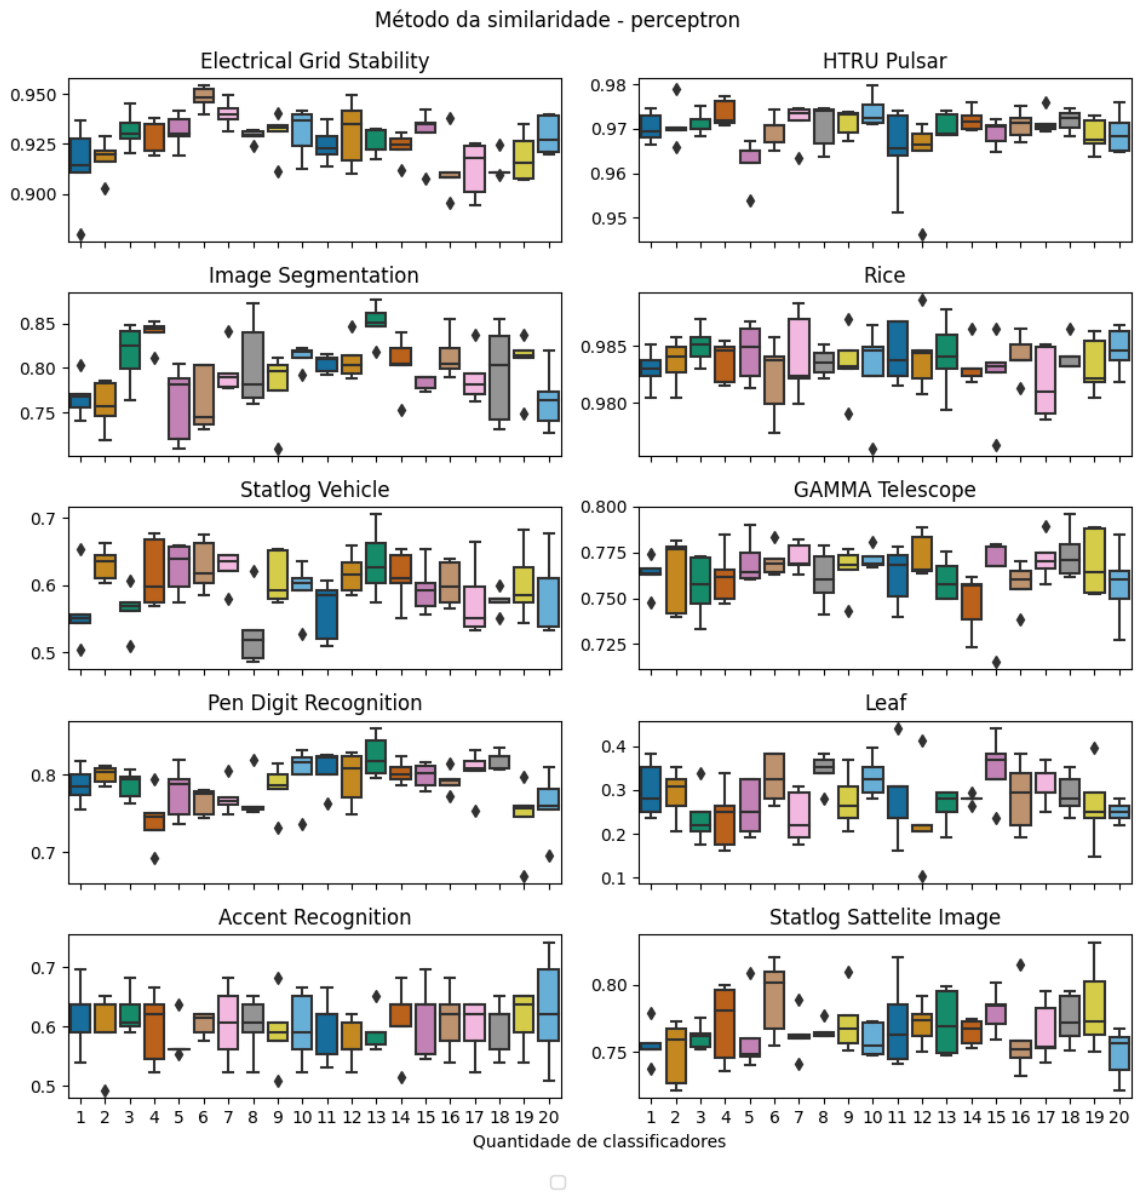 Método da similaridade - perceptron
Electrical Grid Stability
0.950
0.925
0.900
HTRU Pulsar
0.98
0.97
0.96
0.95
Image Segmentation
0.85
0.80
0.75
Rice
0.985
0.980
Statlog Vehicle
0.7
0.6
0.5
GAMMA Telescope
0.800
0.775
0.750
0.725
Pen Digit Recognition
0.8
0.7
Leaf
0.4
0.3
0.2
0.1
Accent Recognition
0.7
0.6
0.5
1 2 3 4 5 6 7 8 9 10 11 12 13 14 15 16 17 18 19 20
Statlog Sattelite Image
0.80
0.75
1 2 3 4 5 6 7 8 9 10 11 12 13 14 15 16 17 18 19 20
Quantidade de classificadores